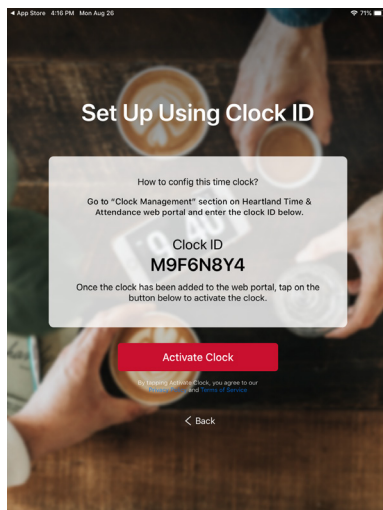 ◀ App Store 4:16 PM Mon Aug 26 71%
Set Up Using Clock ID
How to config this time clock?
Go to “Clock Management” section on Heartland Time &
Attendance web portal and enter the clock ID below.
Clock ID
M9F6N8Y4
Once the clock has been added to the web portal, tap on the
button below to activate the clock.
Activate Clock
By tapping Activate Clock, you agree to our
and Terms of Service
Back